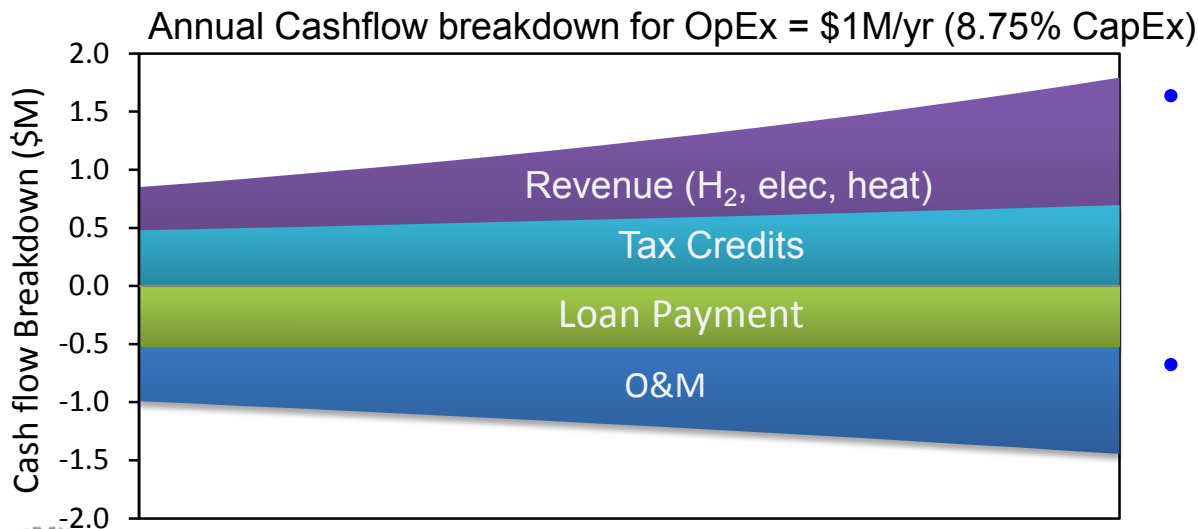 Annual Cashflow breakdown for OpEx = $1M/yr (8.75% CapEx)
Cash flow Breakdown ($M)
2.0
1.5
1.0
0.5
0.0
-0.5
-1.0
-1.5
-2.0
Revenue (H₂, elec, heat)
Tax Credits
Loan Payment
O&M
•
•